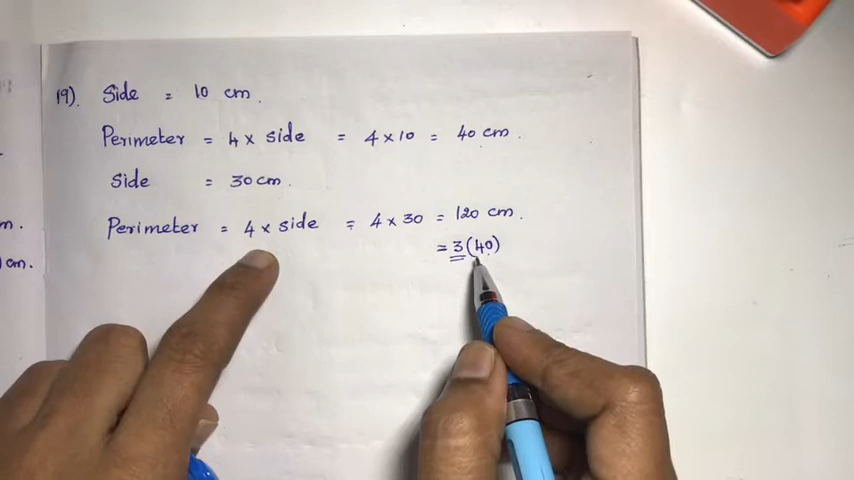 19). Side = 10 cm.
Perimeter = 4 × side = 4 × 10 = 40 cm.
Side = 30 cm.
Perimeter = 4 × side = 4 × 30 = 120 cm.
= 3(40)
m.
cm.